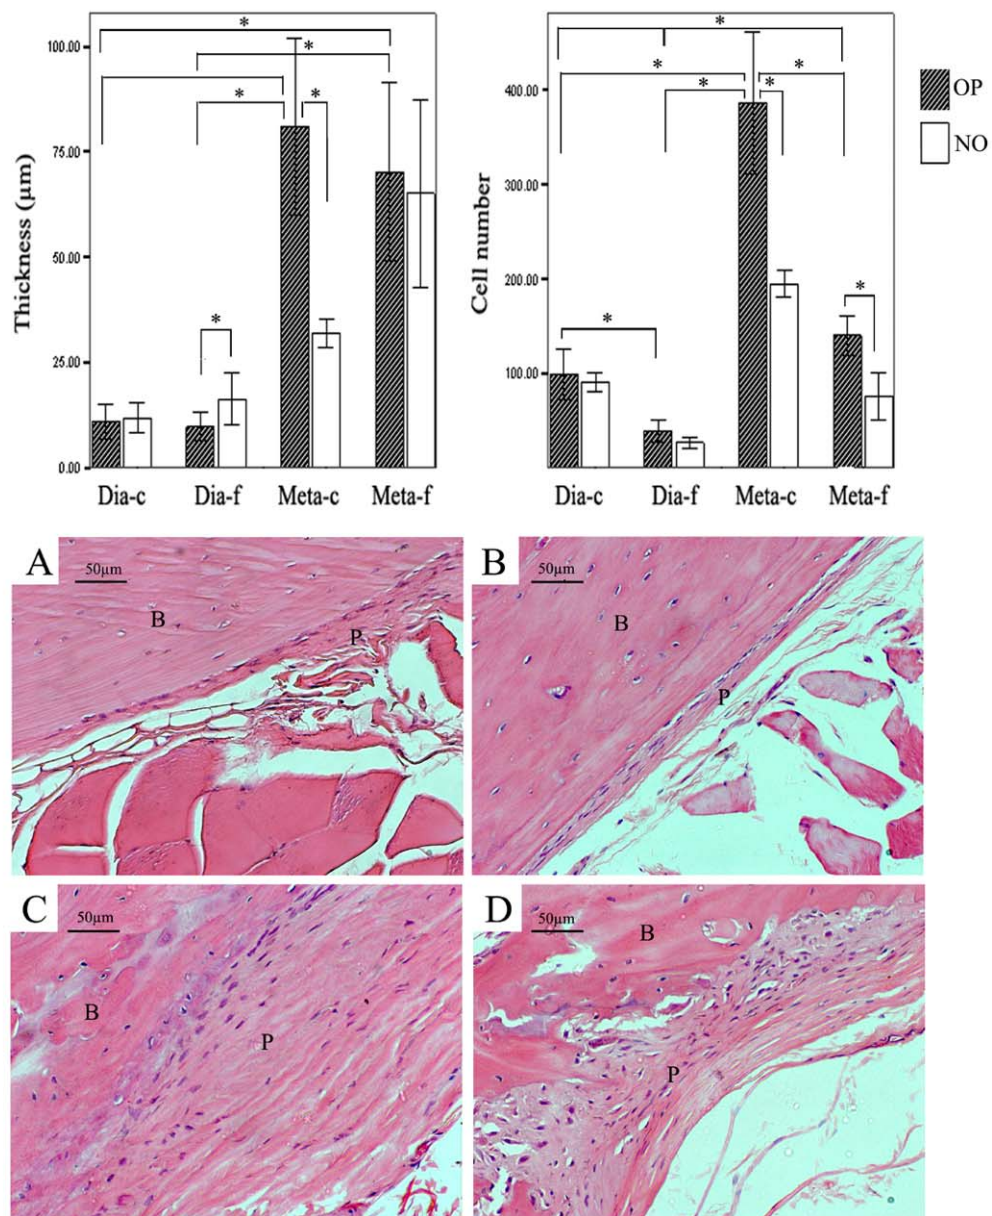 *
100.00
*
*
*
75.00
50.00
*
25.00
0.00
Thickness (µm)
Dia-c Dia-f Meta-c Meta-f
*
*
*
*
*
400.00
300.00
200.00
*
*
100.00
Cell number
Dia-c Dia-f Meta-c Meta-f
OP
NO
A
50µm
B
P
B
50µm
B
P
C
50µm
B
P
D
50µm
B
P